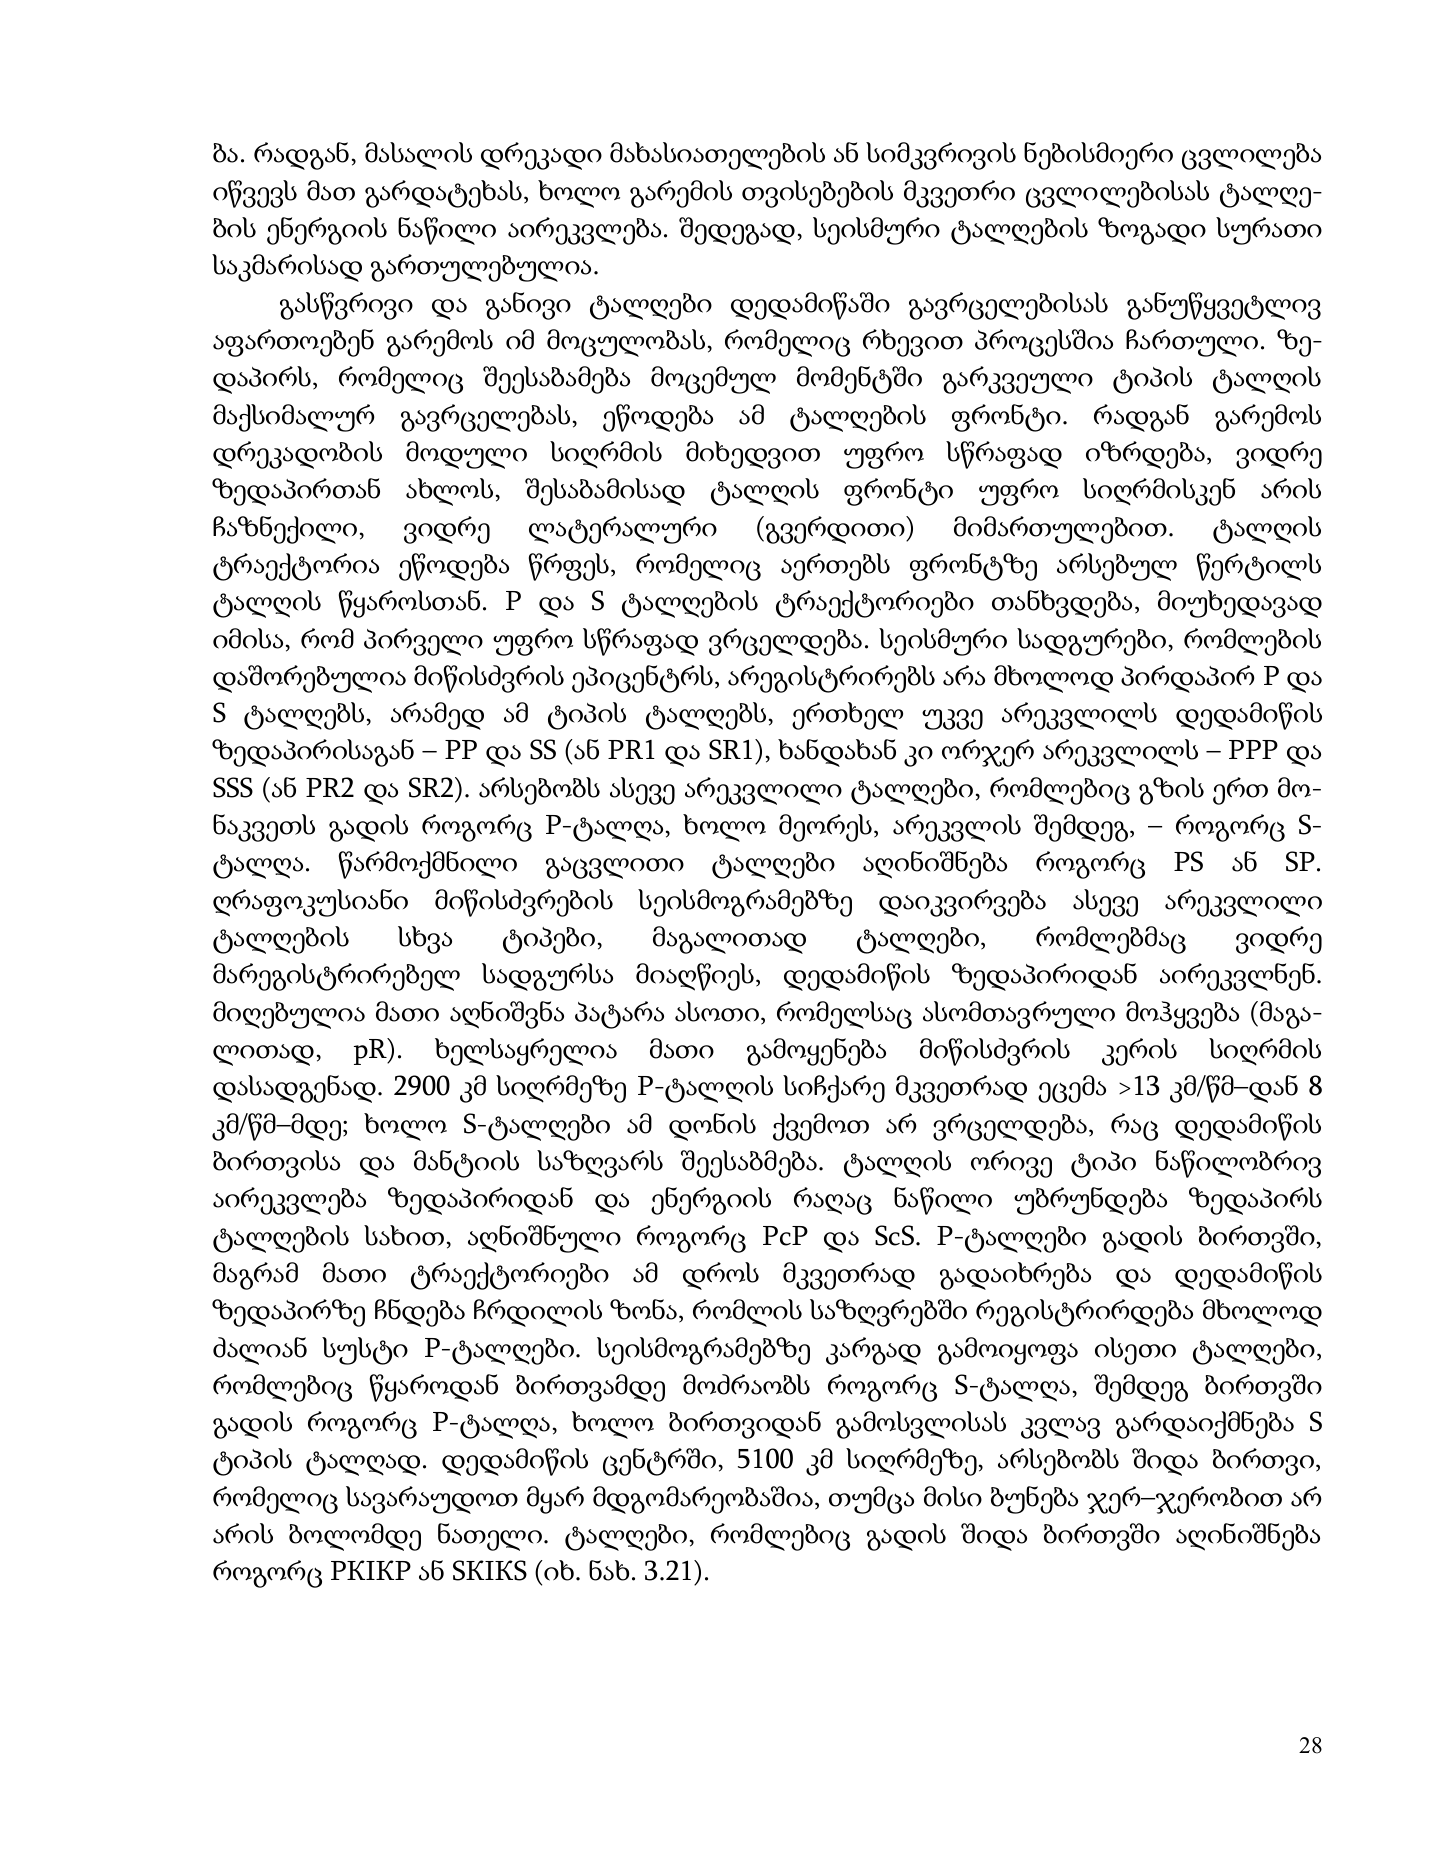 ბა. რადგან, მასალის დრეკადი მახასიათელების ან სიმკვრივის ნებისმიერი ცვლილება
იწვევს მათ გარდატეხას, ხოლო გარემის თვისებების მკვეთრი ცვლილებისას ტალღე-
ბის ენერგიის ნაწილი აირეკვლება. შედეგად, სეისმური ტალღების ზოგადი სურათი
საკმარისად გართულებულია.
გასწვრივი და განივი ტალღები დედამიწაში გავრცელებისას განუწყვეტლივ
აფართოებენ გარემოს იმ მოცულობას, რომელიც რხევით პროცესშია ჩართული. ზე-
დაპირს, რომელიც შეესაბამება მოცემულ მომენტში გარკვეული ტიპის ტალღის
მაქსიმალურ გავრცელებას, ეწოდება ამ ტალღების ფრონტი. რადგან გარემოს
დრეკადობის მოდული სიღრმის მიხედვით უფრო სწრაფად იზრდება, ვიდრე
ზედაპირთან ახლოს, შესაბამისად ტალღის ფრონტი უფრო სიღრმისკენ არის
ჩაზნექილი, ვიდრე ლატერალური (გვერდითი) მიმართულებით. ტალღის
ტრაექტორია ეწოდება წრფეს, რომელიც აერთებს ფრონტზე არსებულ წერტილს
ტალღის წყაროსთან. P და S ტალღების ტრაექტორიები თანხვდება, მიუხედავად
იმისა, რომ პირველი უფრო სწრაფად ვრცელდება. სეისმური სადგურები, რომლების
დაშორებულია მიწისძვრის ეპიცენტრს, არეგისტრირებს არა მხოლოდ პირდაპირ P და
S ტალღებს, არამედ ამ ტიპის ტალღებს, ერთხელ უკვე არეკვლილს დედამიწის
ზედაპირისაგან – PP და SS (ან PR1 და SR1), ხანდახან კი ორჯერ არეკვლილს – PPP და
SSS (ან PR2 და SR2). არსებობს ასევე არეკვლილი ტალღები, რომლებიც გზის ერთ მო-
ნაკვეთს გადის როგორც P-ტალღა, ხოლო მეორეს, არეკვლის შემდეგ, – როგორც S-
ტალღა. წარმოქმნილი გაცვლითი ტალღები აღინიშნება როგორც PS ან SP.
ღრაფოკუსიანი მიწისძვრების სეისმოგრამებზე დაიკვირვება ასევე არეკვლილი
ტალღების სხვა ტიპები, მაგალითად ტალღები, რომლებმაც ვიდრე
მარეგისტრირებელ სადგურსა მიაღწიეს, დედამიწის ზედაპირიდან აირეკვლნენ.
მიღებულია მათი აღნიშვნა პატარა ასოთი, რომელსაც ასომთავრული მოჰყვება (მაგა-
ლითად, pR). ხელსაყრელია მათი გამოყენება მიწისძვრის კერის სიღრმის
დასადგენად. 2900 კმ სიღრმეზე P-ტალღის სიჩქარე მკვეთრად ეცემა >13 კმ/წმ–დან 8
კმ/წმ–მდე; ხოლო S-ტალღები ამ დონის ქვემოთ არ ვრცელდება, რაც დედამიწის
ბირთვისა და მანტიის საზღვარს შეესაბმება. ტალღის ორივე ტიპი ნაწილობრივ
აირეკვლება ზედაპირიდან და ენერგიის რაღაც ნაწილი უბრუნდება ზედაპირს
ტალღების სახით, აღნიშნული როგორც PcP და ScS. P-ტალღები გადის ბირთვში,
მაგრამ მათი ტრაექტორიები ამ დროს მკვეთრად გადაიხრება და დედამიწის
ზედაპირზე ჩნდება ჩრდილის ზონა, რომლის საზღვრებში რეგისტრირდება მხოლოდ
ძალიან სუსტი P-ტალღები. სეისმოგრამებზე კარგად გამოიყოფა ისეთი ტალღები,
რომლებიც წყაროდან ბირთვამდე მოძრაობს როგორც S-ტალღა, შემდეგ ბირთვში
გადის როგორც P-ტალღა, ხოლო ბირთვიდან გამოსვლისას კვლავ გარდაიქმნება S
ტიპის ტალღად. დედამიწის ცენტრში, 5100 კმ სიღრმეზე, არსებობს შიდა ბირთვი,
რომელიც სავარაუდოთ მყარ მდგომარეობაშია, თუმცა მისი ბუნება ჯერ–ჯერობით არ
არის ბოლომდე ნათელი. ტალღები, რომლებიც გადის შიდა ბირთვში აღინიშნება
როგორც PKIKP ან SKIKS (იხ. ნახ. 3.21).
28